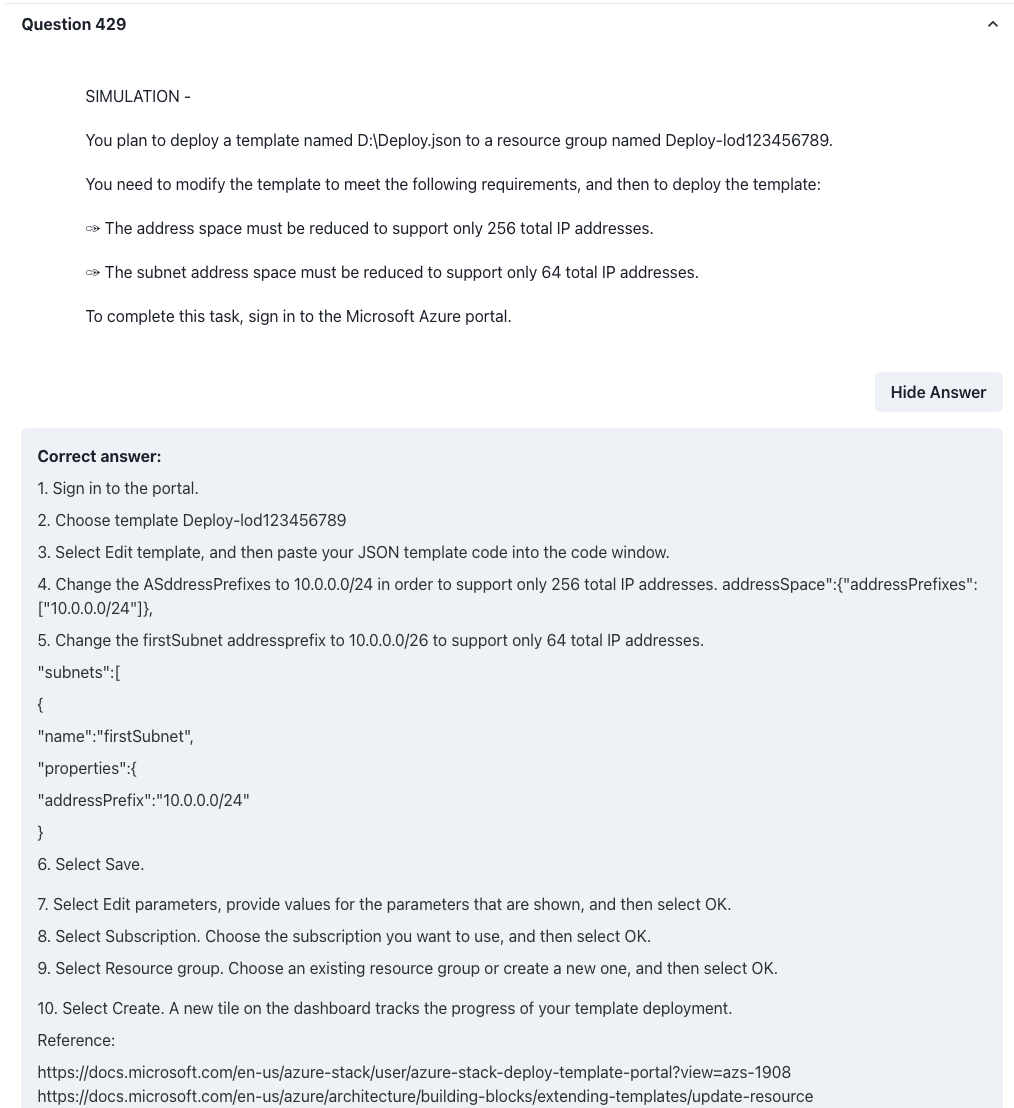 Question 429
SIMULATION -
You plan to deploy a template named D:\Deploy.json to a resource group named Deploy-lod123456789.
You need to modify the template to meet the following requirements, and then to deploy the template:
✑ The address space must be reduced to support only 256 total IP addresses.
✑ The subnet address space must be reduced to support only 64 total IP addresses.
To complete this task, sign in to the Microsoft Azure portal.
Hide Answer
Correct answer:
1. Sign in to the portal.
2. Choose template Deploy-lod123456789
3. Select Edit template, and then paste your JSON template code into the code window.
4. Change the ASddressPrefixes to 10.0.0.0/24 in order to support only 256 total IP addresses. addressSpace":{"addressPrefixes":
["10.0.0.0/24"]},
5. Change the firstSubnet addressprefix to 10.0.0.0/26 to support only 64 total IP addresses.
"subnets":[
{
"name":"firstSubnet",
"properties":{
"addressPrefix":"10.0.0.0/24"
}
6. Select Save.
7. Select Edit parameters, provide values for the parameters that are shown, and then select OK.
8. Select Subscription. Choose the subscription you want to use, and then select OK.
9. Select Resource group. Choose an existing resource group or create a new one, and then select OK.
10. Select Create. A new tile on the dashboard tracks the progress of your template deployment.
Reference:
https://docs.microsoft.com/en-us/azure-stack/user/azure-stack-deploy-template-portal?view=azs-1908
https://docs.microsoft.com/en-us/azure/architecture/building-blocks/extending-templates/update-resource